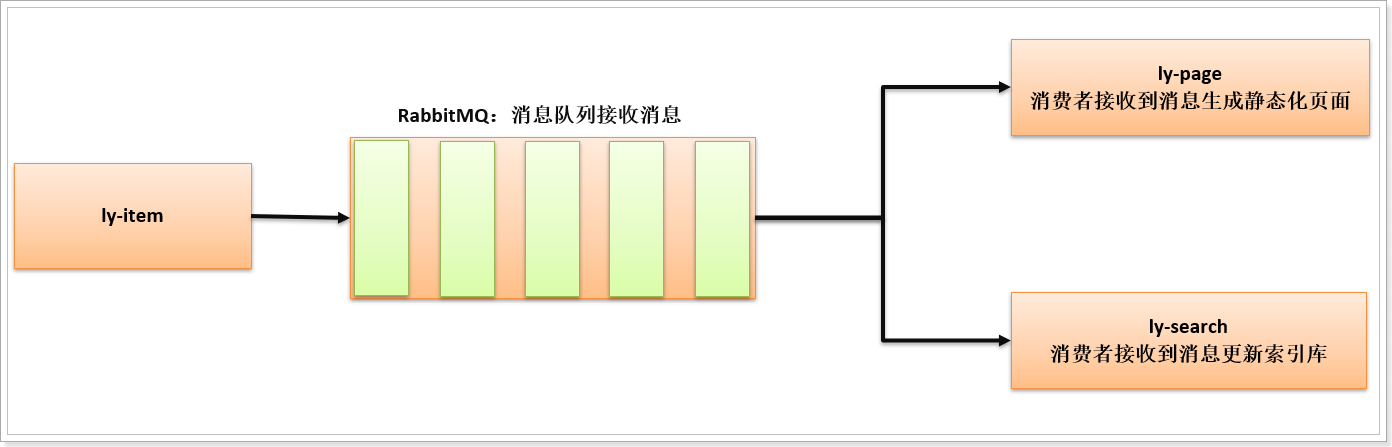 RabbitMQ：消息队列接收消息
ly-item
ly-page
消费者接收到消息生成静态化页面
ly-search
消费者接收到消息更新索引库